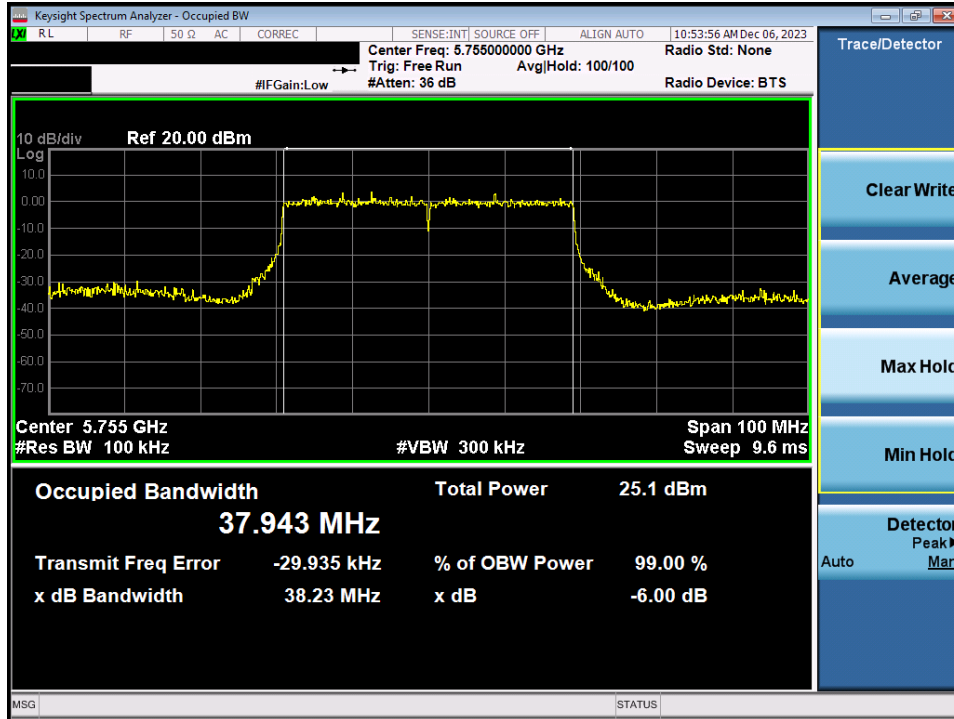 Keysight Spectrum Analyzer - Occupied BW
LXI RL RF 50 Ω AC CORREC SENSE:INT SOURCE OFF ALIGN AUTO 10:53:56 AM Dec 06, 2023
Center Freq: 5.755000000 GHz Radio Std: None
Trig: Free Run Avg|Hold: 100/100
#IFGain:Low #Atten: 36 dB Radio Device: BTS
Trace/Detector
10 dB/div Ref 20.00 dBm
Log
10.0
0.00
-10.0
-20.0
-30.0
-40.0
-50.0
-60.0
-70.0
Center 5.755 GHz Span 100 MHz
#Res BW 100 kHz #VBW 300 kHz Sweep 9.6 ms
Occupied Bandwidth Total Power 25.1 dBm
37.943 MHz
Transmit Freq Error -29.935 kHz % of OBW Power 99.00 %
x dB Bandwidth 38.23 MHz x dB -6.00 dB
Clear Write
Average
Max Hold
Min Hold
Detector
Peak
Auto Man
MSG STATUS